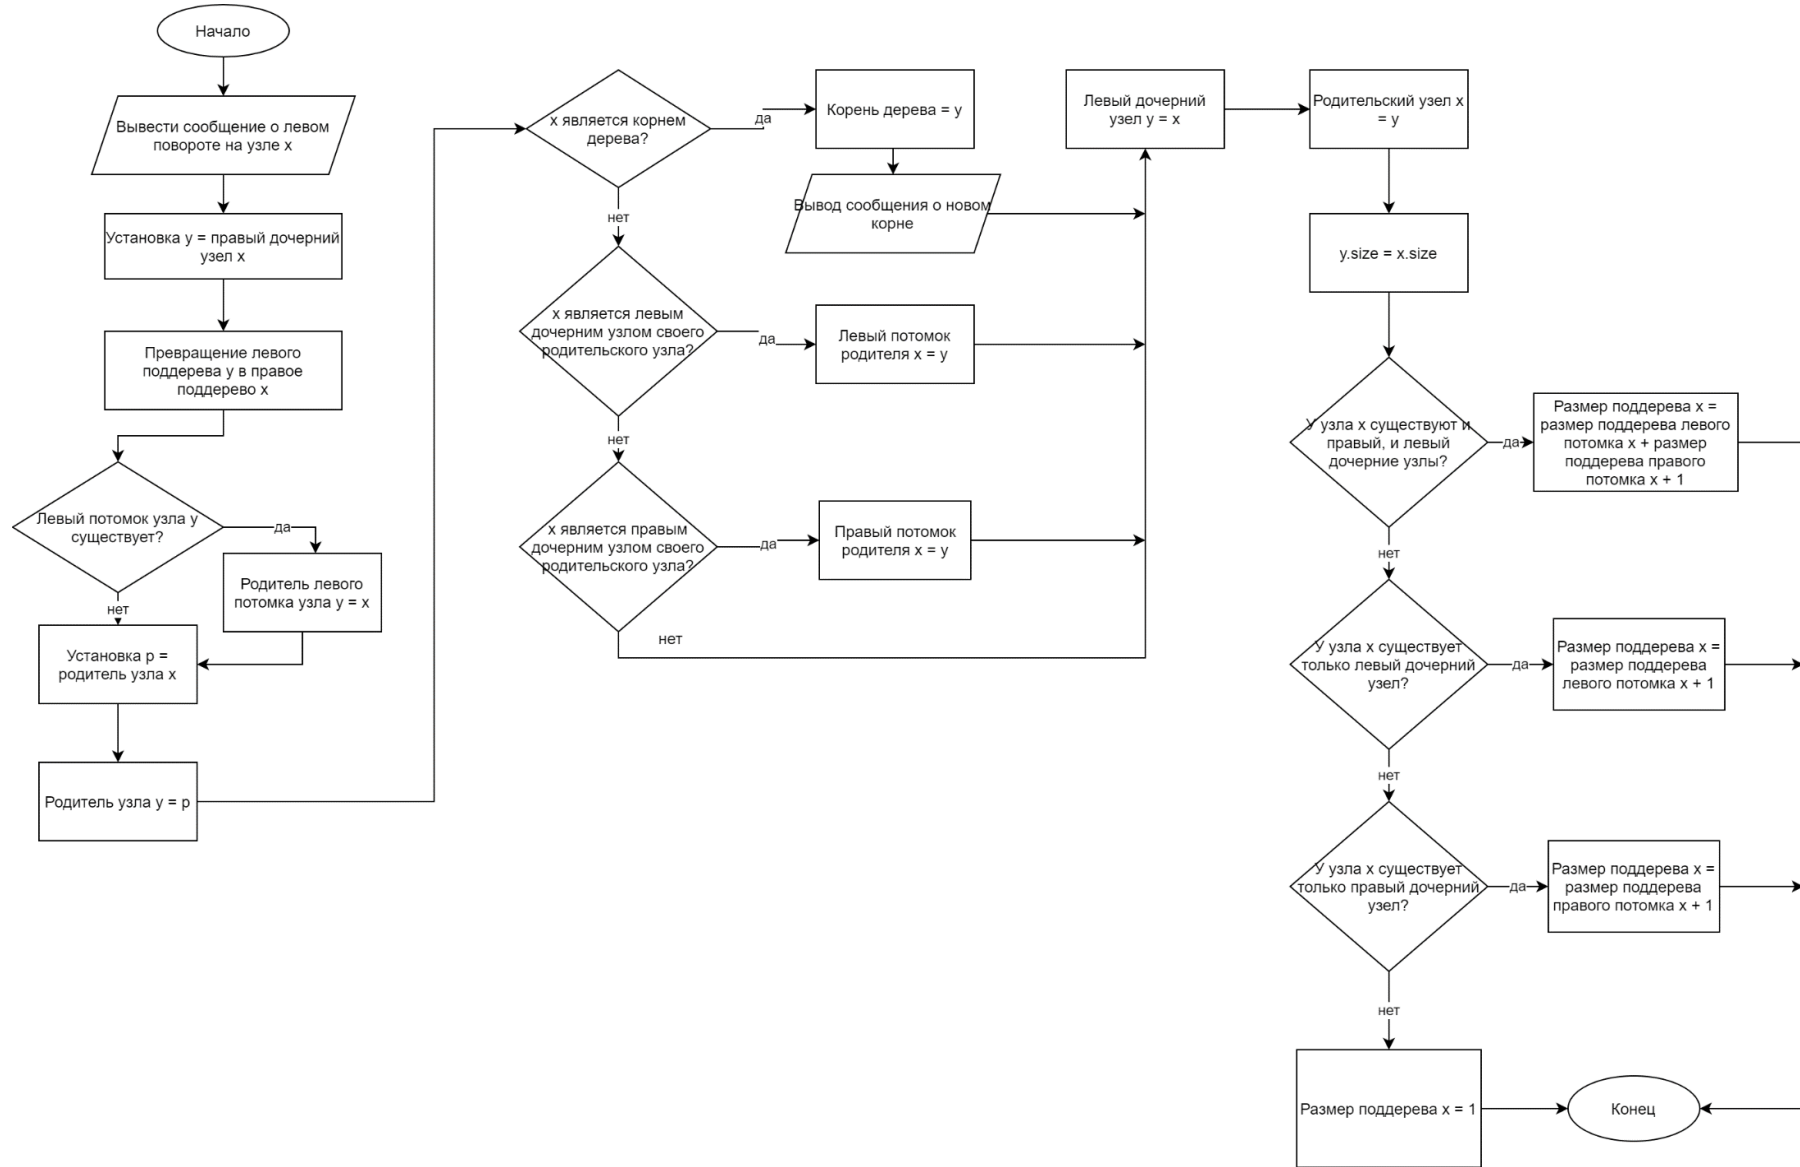 Начало
Вывести сообщение о левом
повороте на узле x
Установка y = правый дочерний
узел x
Превращение левого
поддерева y в правое
поддерево x
Левый потомок узла y
существует?
да
Родитель левого
потомка узла y = x
нет
Установка p =
родитель узла x
Родитель узла y = p
x является корнем
дерева?
да
Корень дерева = y
Вывод сообщения о новом
корне
нет
x является левым
дочерним узлом своего
родительского узла?
да
Левый потомок
родителя x = y
нет
x является правым
дочерним узлом своего
родительского узла?
да
Правый потомок
родителя x = y
нет
Левый дочерний
узел y = x
Родительский узел x
= y
y.size = x.size
У узла x существуют и
правый, и левый
дочерние узлы?
да
Размер поддерева x =
размер поддерева левого
потомка x + размер
поддерева правого
потомка x + 1
нет
У узла x существует
только левый дочерний
узел?
да
Размер поддерева x =
размер поддерева
левого потомка x + 1
нет
У узла x существует
только правый дочерний
узел?
да
Размер поддерева x =
размер поддерева
правого потомка x + 1
нет
Размер поддерева x = 1
Конец